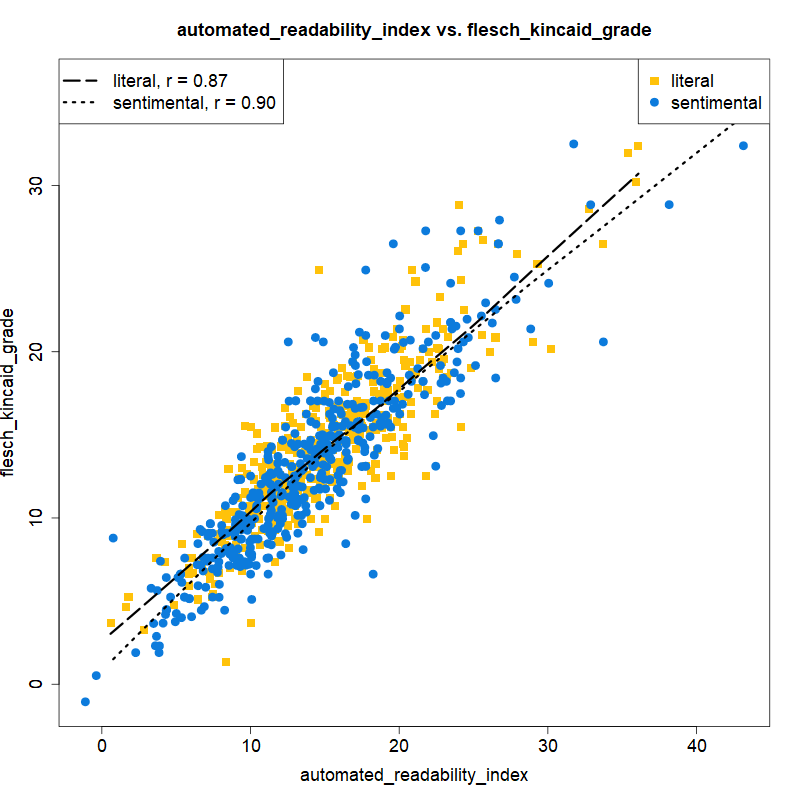 automated_readability_index vs. flesch_kincaid_grade
literal, r = 0.87
sentimental, r = 0.90
literal
sentimental
flesch_kincaid_grade
30
20
10
0
0 10 20 30 40
automated_readability_index